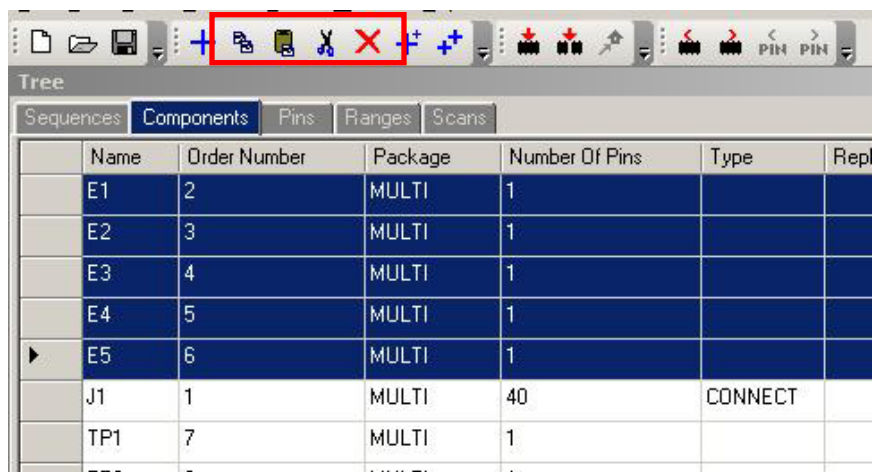 PIN PIN
Tree
Sequences Components Pins Ranges Scans
Name Order Number Package Number Of Pins Type Repl
E1 2 MULTI 1
E2 3 MULTI 1
E3 4 MULTI 1
E4 5 MULTI 1
E5 6 MULTI 1
J1 1 MULTI 40 CONNECT
TP1 7 MULTI 1